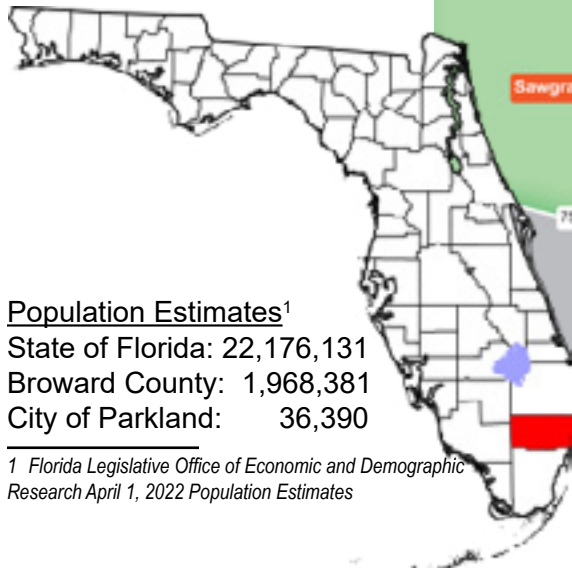 Population Estimates¹
State of Florida: 22,176,131
Broward County: 1,968,381
City of Parkland: 36,390
1 Florida Legislative Office of Economic and Demographic
Research April 1, 2022 Population Estimates
75